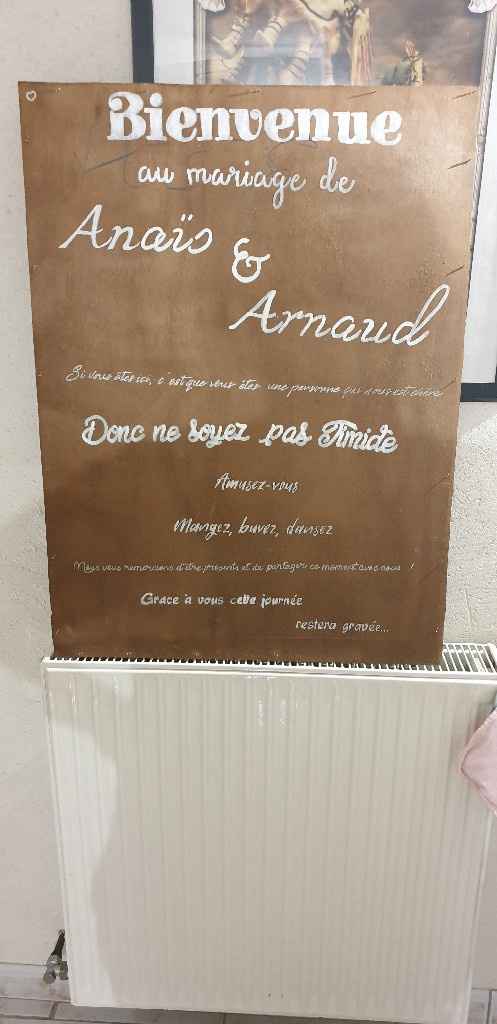 Bienvenue
au mariage de
Anaïs
&
Arnaud
Si vous êtes ici, c'est que vous êtes une personne qui nous est chère
Donc ne soyez pas Timide
Amusez-vous
Mangez, buvez, dansez
Nous vous remercions d'être présents et de partager ce moment avec nous !
Grace à vous cette journée
restera gravée...